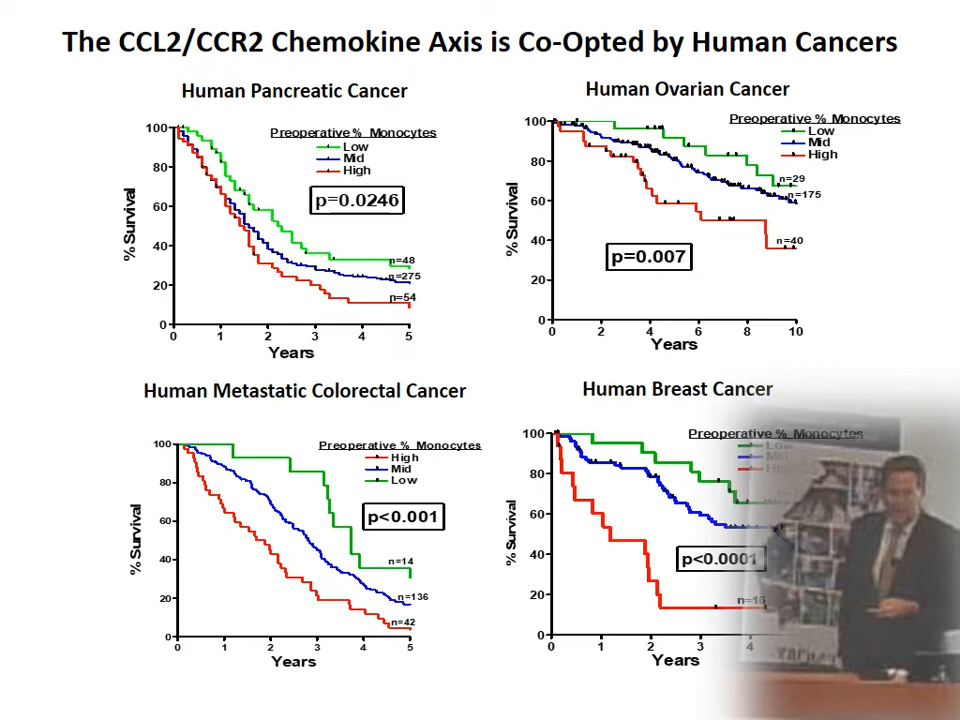 The CCL2/CCR2 Chemokine Axis is Co-Opted by Human Cancers
Human Pancreatic Cancer
Preoperative % Monocytes
Low
Mid
High
p=0.0246
% Survival
100
80
60
40
20
0
n=48
n=275
n=54
0 1 2 3 4 5
Years
Human Ovarian Cancer
Preoperative % Monocytes
Low
Mid
High
p=0.007
% Survival
100
80
60
40
20
0
n=29
n=175
n=40
0 2 4 6 8 10
Years
Human Metastatic Colorectal Cancer
Preoperative % Monocytes
High
Mid
Low
p<0.001
% Survival
100
80
60
40
20
0
n=14
n=136
n=42
0 1 2 3 4 5
Years
Human Breast Cancer
Preoperative % Monocytes
Low
Mid
p<0.0001
% Survival
100
80
60
40
20
0
n=16
0 1 2 3 4
Years